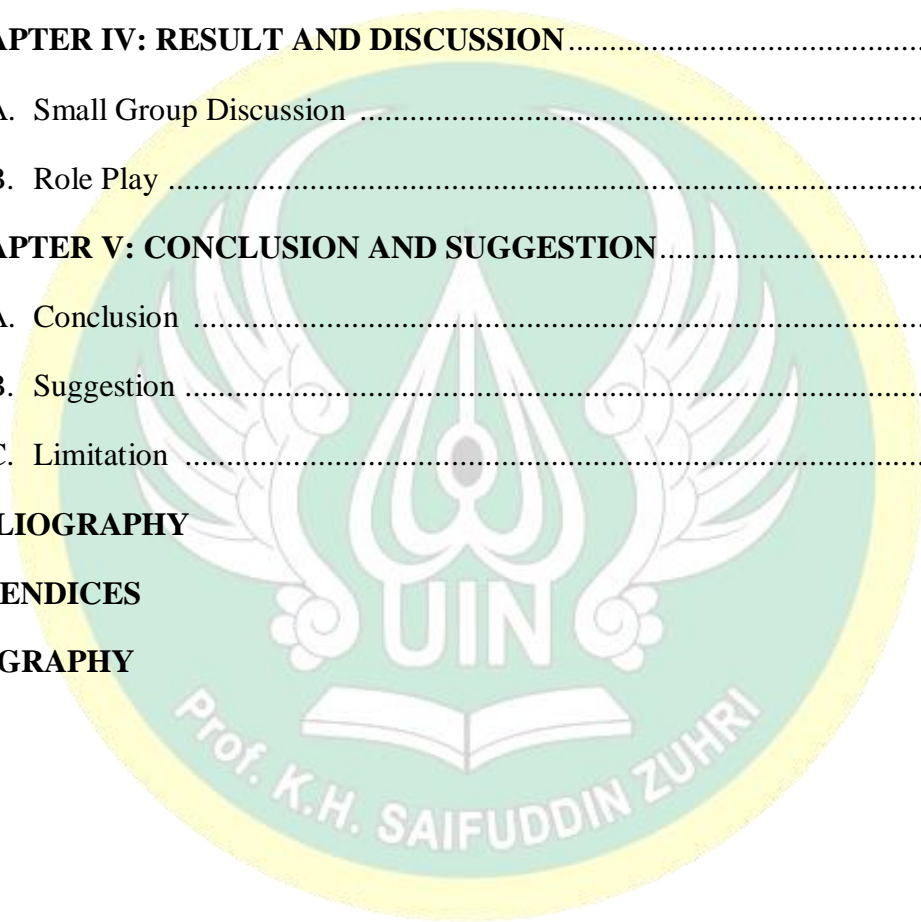 APTER IV: RESULT AND DISCUSSION
A. Small Group Discussion
B. Role Play
APTER V: CONCLUSION AND SUGGESTION
A. Conclusion
B. Suggestion
C. Limitation
LIOGRAPHY
ENDICES
GRAPHY
UIN
Prof. K.H. SAIFUDDIN ZUHRI